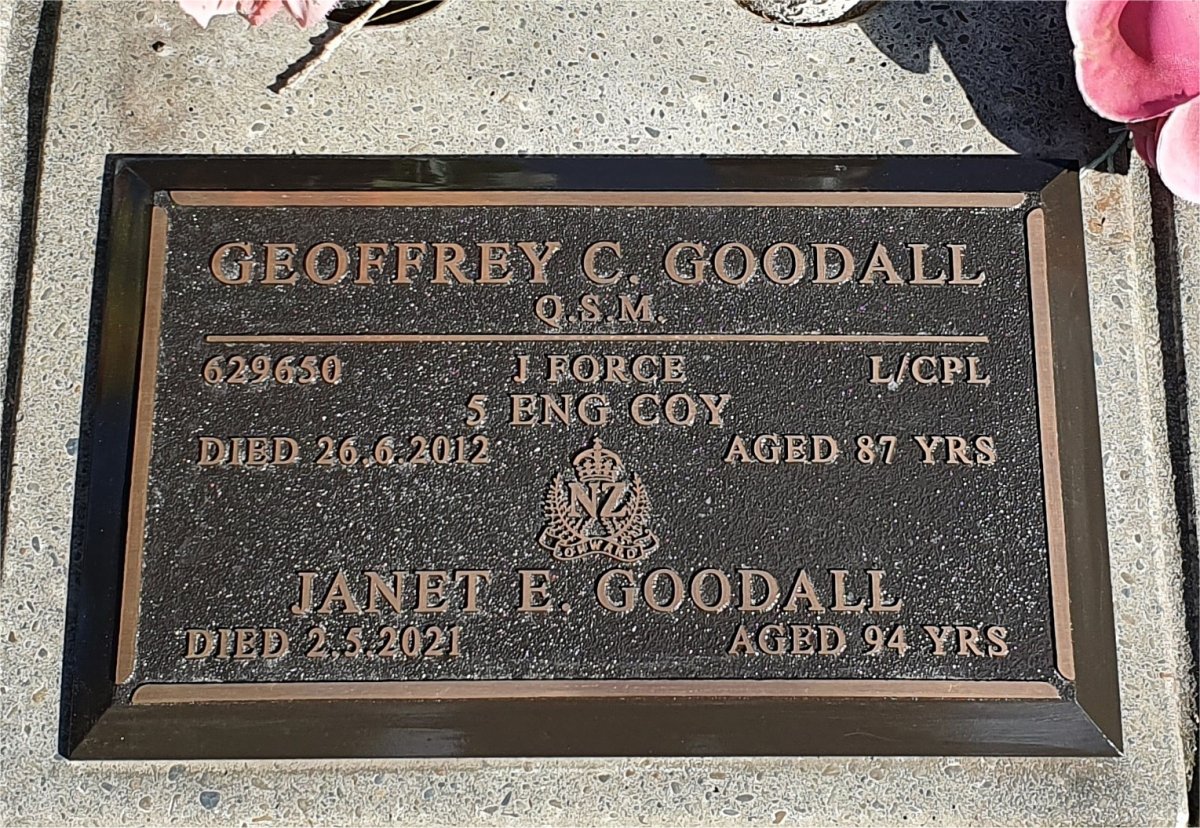 GEOFFREY C. GOODALL
Q.S.M.
629650 J FORCE L/CPL
5 ENG COY
DIED 26.6.2012 AGED 87 YRS
NZ
ONWARD
JANET E. GOODALL
DIED 2.5.2021 AGED 94 YRS